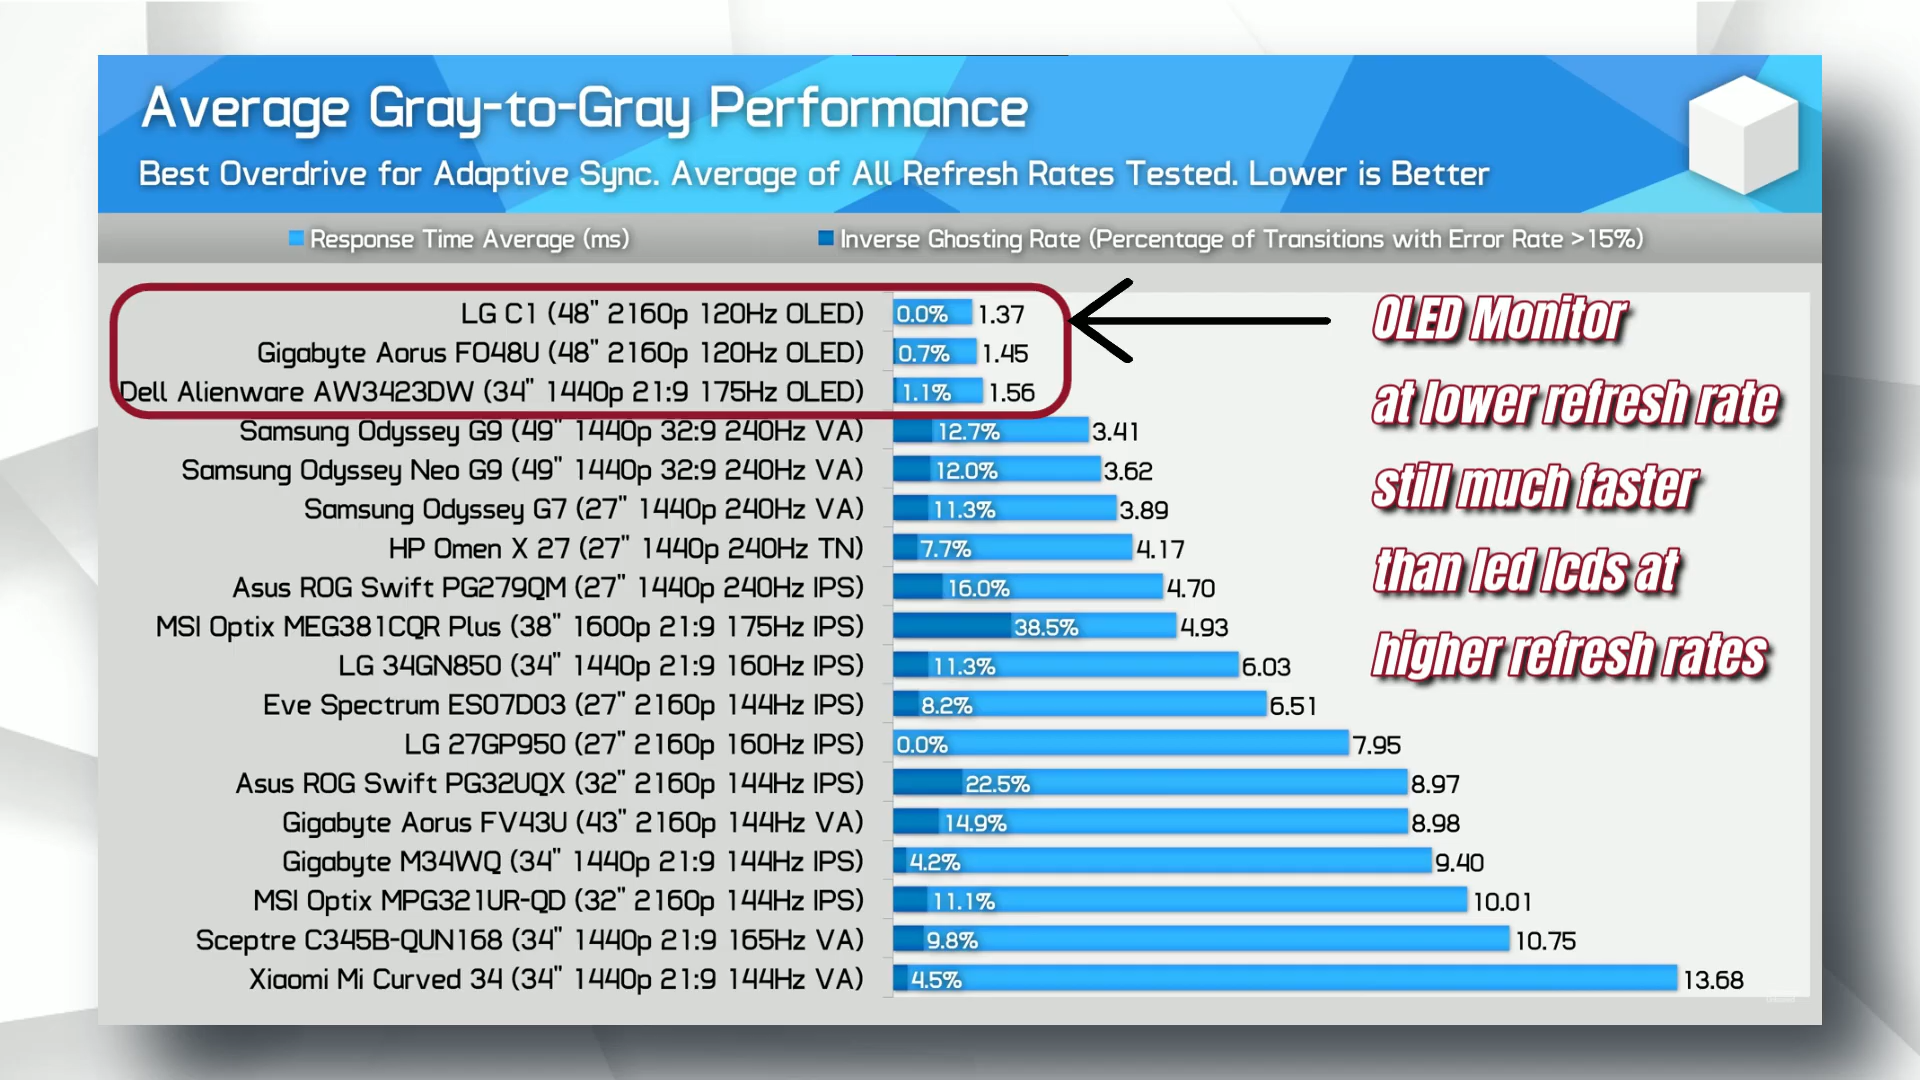 Average Gray-to-Gray Performance
Best Overdrive for Adaptive Sync. Average of All Refresh Rates Tested. Lower is Better
Response Time Average (ms) Inverse Ghosting Rate (Percentage of Transitions with Error Rate >15%)
LG C1 (48" 2160p 120Hz OLED) 0.0% 1.37
Gigabyte Aorus FO48U (48" 2160p 120Hz OLED) 0.7% 1.45
Dell Alienware AW3423DW (34" 1440p 21:9 175Hz OLED) 1.1% 1.56
Samsung Odyssey G9 (49" 1440p 32:9 240Hz VA) 12.7% 3.41
Samsung Odyssey Neo G9 (49" 1440p 32:9 240Hz VA) 12.0% 3.62
Samsung Odyssey G7 (27" 1440p 240Hz VA) 11.3% 3.89
HP Omen X 27 (27" 1440p 240Hz TN) 7.7% 4.17
Asus ROG Swift PG279QM (27" 1440p 240Hz IPS) 16.0% 4.70
MSI Optix MEG381CQR Plus (38" 1600p 21:9 175Hz IPS) 38.5% 4.93
LG 34GN850 (34" 1440p 21:9 160Hz IPS) 11.3% 6.03
Eve Spectrum ES07D03 (27" 2160p 144Hz IPS) 8.2% 6.51
LG 27GP950 (27" 2160p 160Hz IPS) 0.0% 7.95
Asus ROG Swift PG32UQX (32" 2160p 144Hz IPS) 22.5% 8.97
Gigabyte Aorus FV43U (43" 2160p 144Hz VA) 14.9% 8.98
Gigabyte M34WQ (34" 1440p 21:9 144Hz IPS) 4.2% 9.40
MSI Optix MPG321UR-QD (32" 2160p 144Hz IPS) 11.1% 10.01
Sceptre C345B-QUN168 (34" 1440p 21:9 165Hz VA) 9.8% 10.75
Xiaomi Mi Curved 34 (34" 1440p 21:9 144Hz VA) 4.5% 13.68
OLED Monitor
at lower refresh rate
still much faster
than led lcds at
higher refresh rates